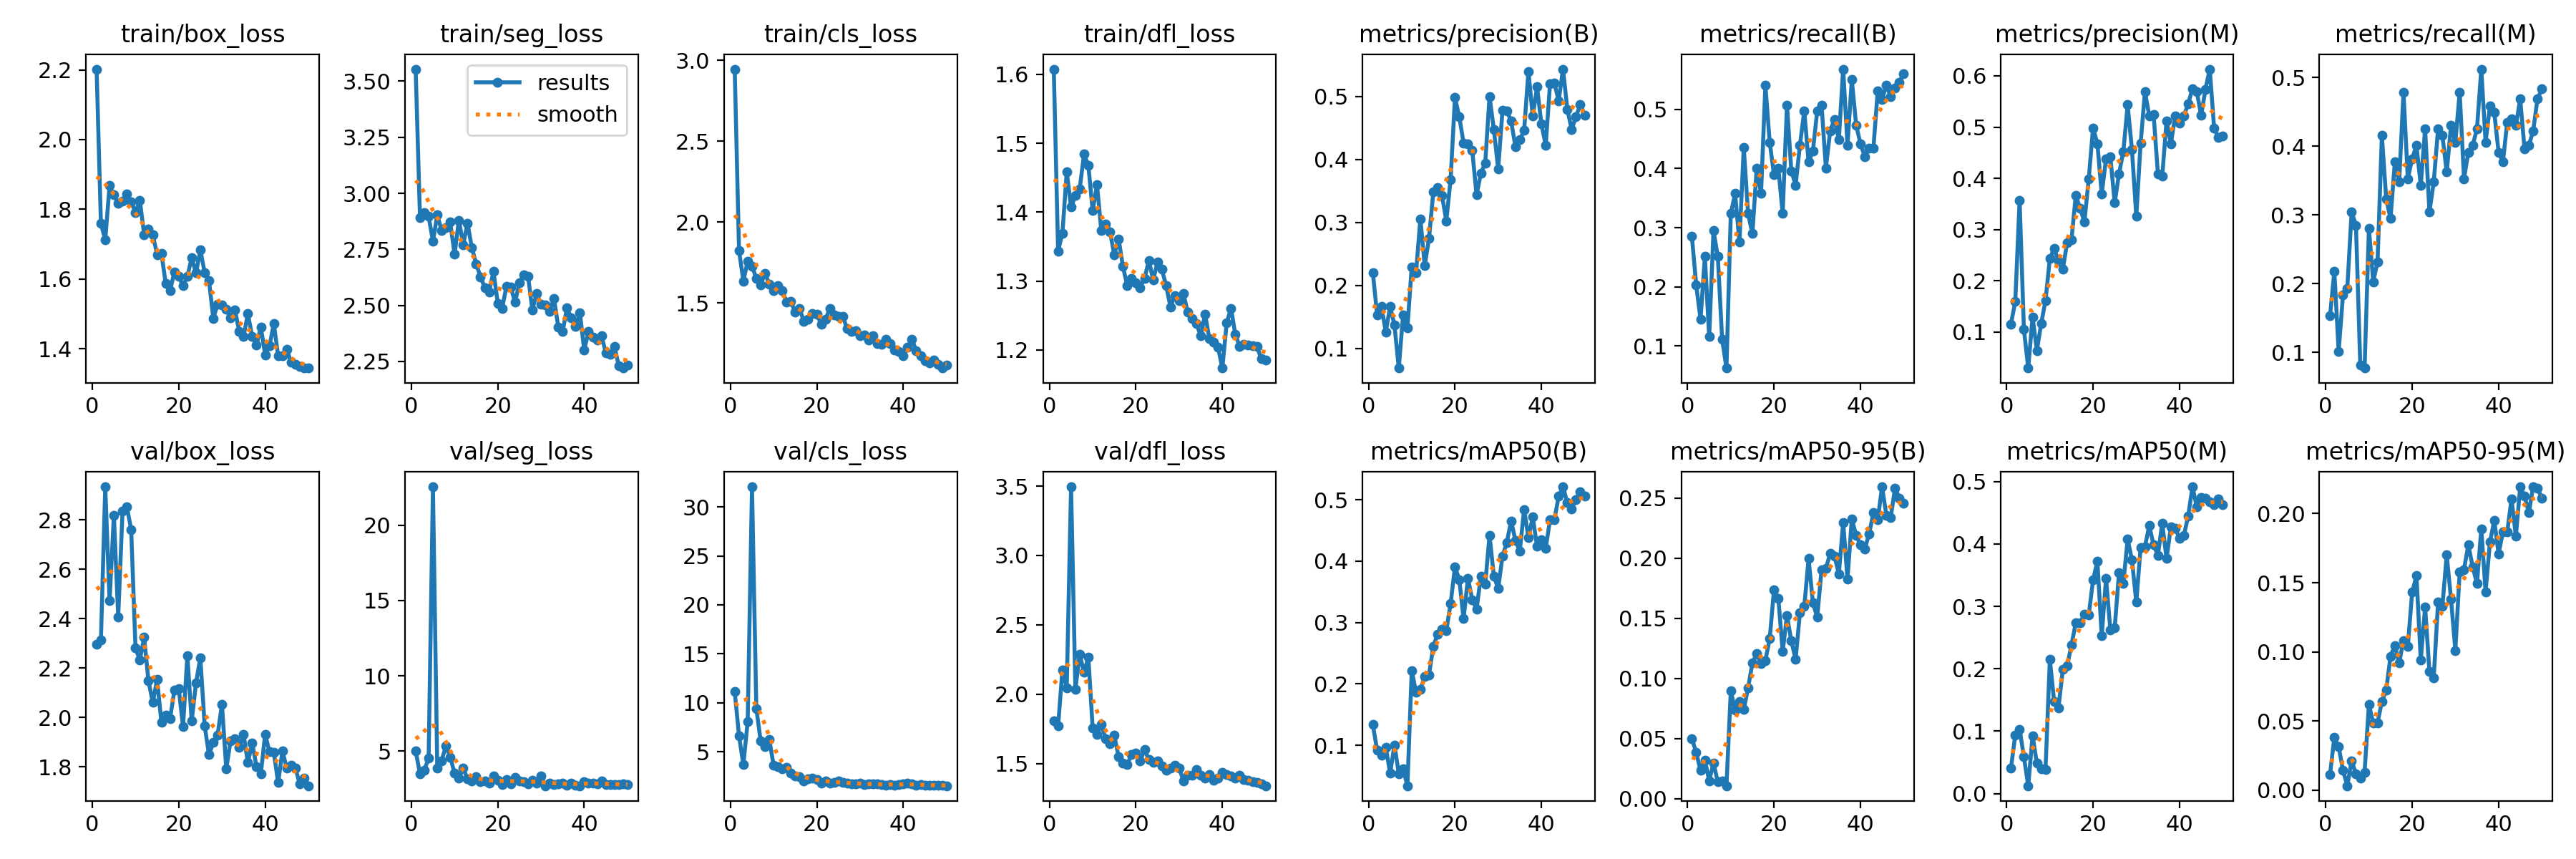 train/box_loss
train/seg_loss
train/cls_loss
train/dfl_loss
metrics/precision(B)
metrics/recall(B)
metrics/precision(M)
metrics/recall(M)
2.2
2.0
1.8
1.6
1.4
0 20 40
3.50
3.25
3.00
2.75
2.50
2.25
0 20 40
results
smooth
3.0
2.5
2.0
1.5
0 20 40
1.6
1.5
1.4
1.3
1.2
0 20 40
0.5
0.4
0.3
0.2
0.1
0 20 40
0.5
0.4
0.3
0.2
0.1
0 20 40
0.6
0.5
0.4
0.3
0.2
0.1
0 20 40
0.5
0.4
0.3
0.2
0.1
0 20 40
val/box_loss
val/seg_loss
val/cls_loss
val/dfl_loss
metrics/mAP50(B)
metrics/mAP50-95(B)
metrics/mAP50(M)
metrics/mAP50-95(M)
2.8
2.6
2.4
2.2
2.0
1.8
0 20 40
20
15
10
5
0 20 40
30
25
20
15
10
5
0 20 40
3.5
3.0
2.5
2.0
1.5
0 20 40
0.5
0.4
0.3
0.2
0.1
0 20 40
0.25
0.20
0.15
0.10
0.05
0.00
0 20 40
0.5
0.4
0.3
0.2
0.1
0.0
0 20 40
0.20
0.15
0.10
0.05
0.00
0 20 40